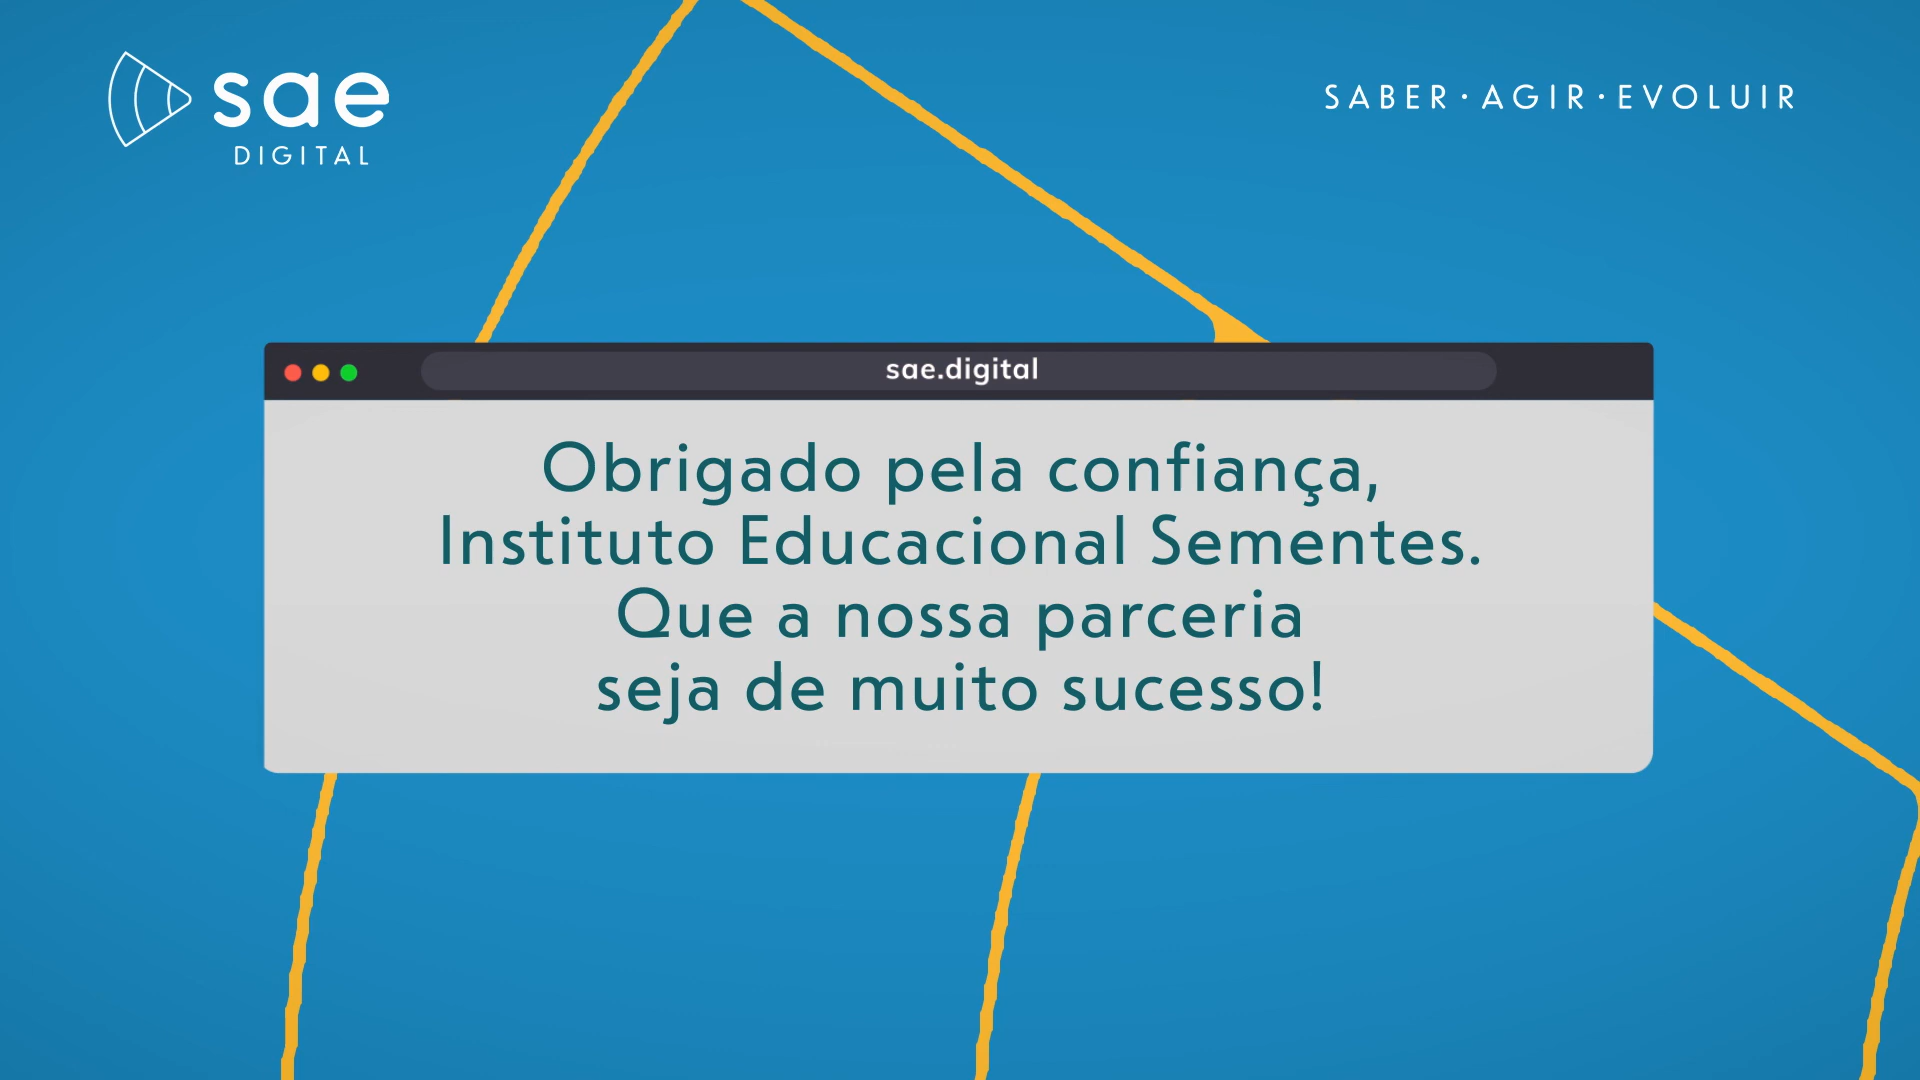 sae
DIGITAL
SABER·AGIR·EVOLUIR
sae.digital
Obrigado pela confiança,
Instituto Educacional Sementes.
Que a nossa parceria
seja de muito sucesso!